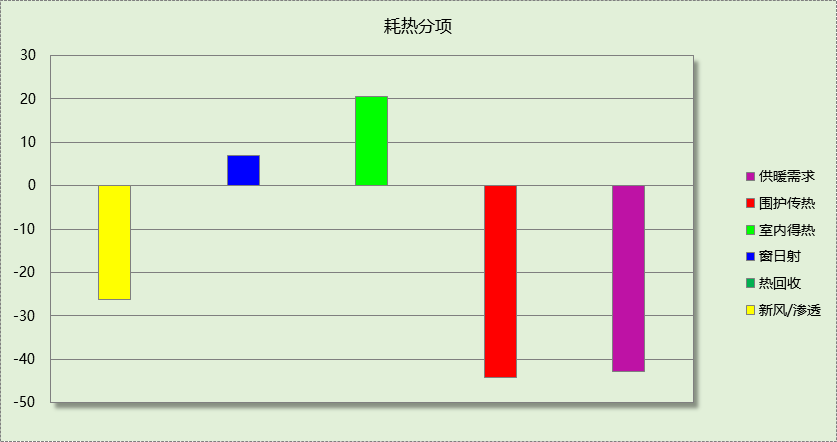 耗热分项
30
20
10
0
-10
-20
-30
-40
-50
供暖需求
围护传热
室内得热
窗日射
热回收
新风/渗透